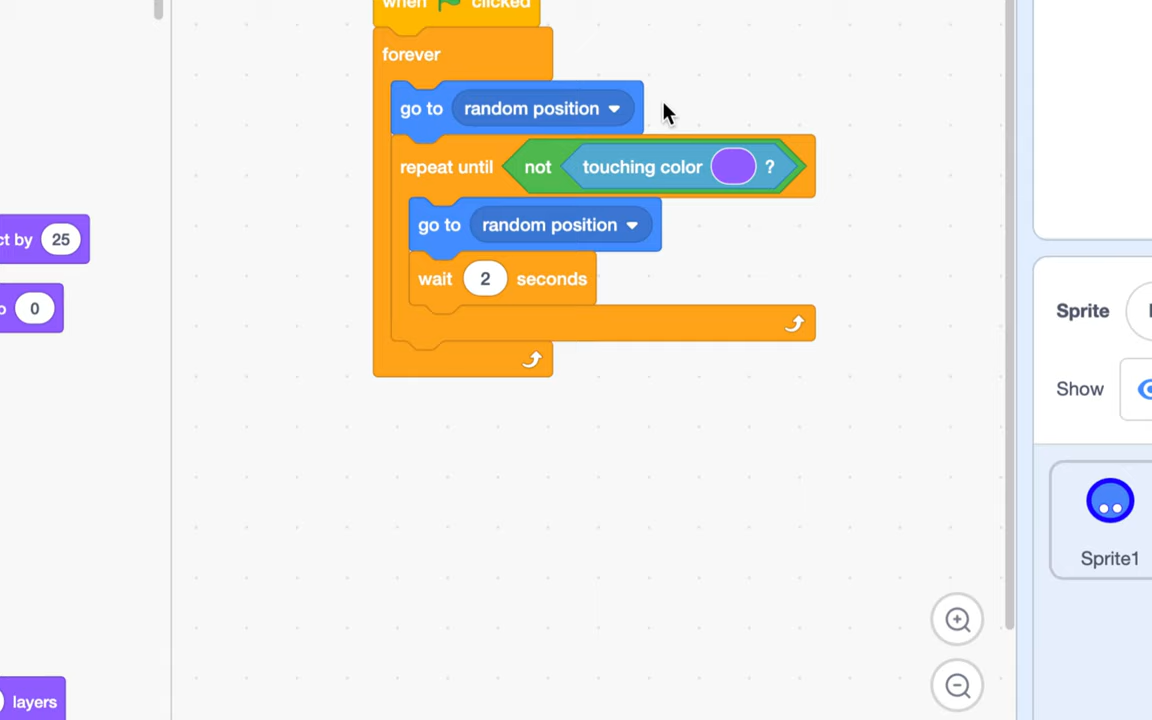 when clicked
forever
go to random position
repeat until not touching color ?
go to random position
wait 2 seconds
ct by 25
0
layers
Sprite
Show
Sprite1